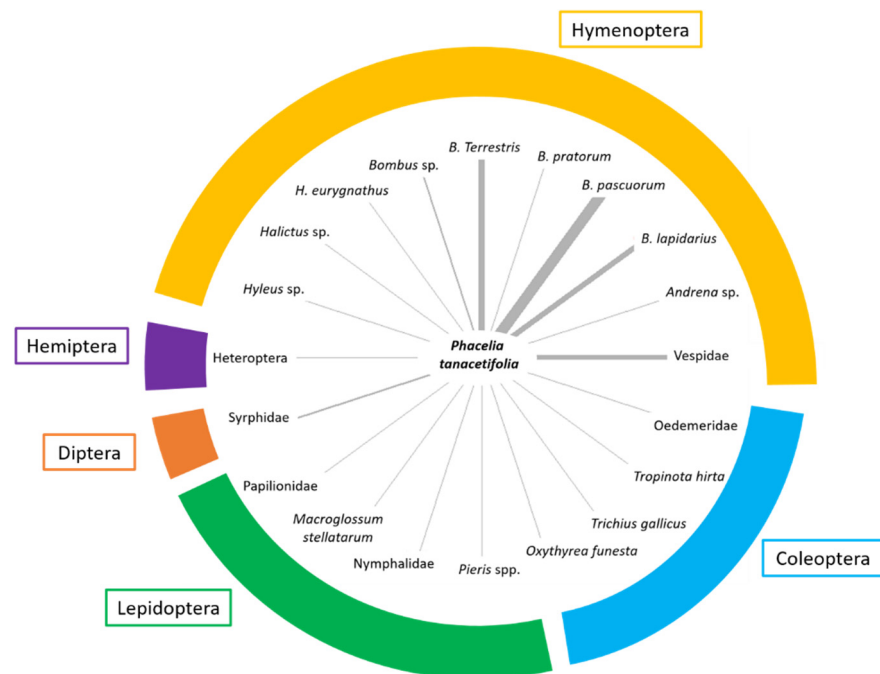 Hymenoptera
B. Terrestris
B. pratorum
Bombus sp.
B. pascuorum
H. eurygnathus
Halictus sp.
B. lapidarius
Hyleus sp.
Andrena sp.
Hemiptera
Heteroptera
Phacelia
tanacetifolia
Vespidae
Syrphidae
Oedemeridae
Diptera
Papilionidae
Tropinota hirta
Macroglossum
stellatarum
Trichius gallicus
Nymphalidae
Pieris spp.
Oxythyrea funesta
Coleoptera
Lepidoptera